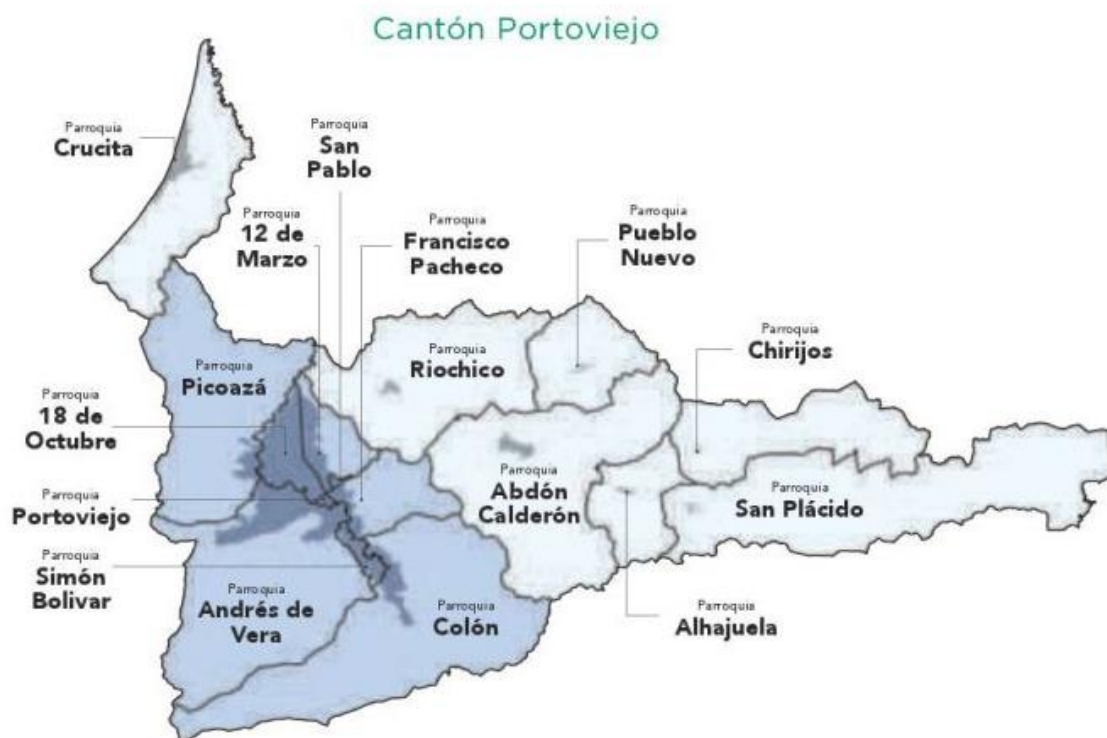 Cantón Portoviejo
Parroquia
Crucita
Parroquia
San
Pablo
Parroquia
12 de
Marzo
Parroquia
Francisco
Pacheco
Parroquia
Pueblo
Nuevo
Parroquia
Chirijos
Parroquia
Riochico
Parroquia
Picoazá
Parroquia
18 de
Octubre
Parroquia
Portoviejo
Parroquia
Abdón
Calderón
Parroquia
San Plácido
Parroquia
Simón
Bolivar
Parroquia
Andrés de
Vera
Parroquia
Colón
Parroquia
Alhajuela